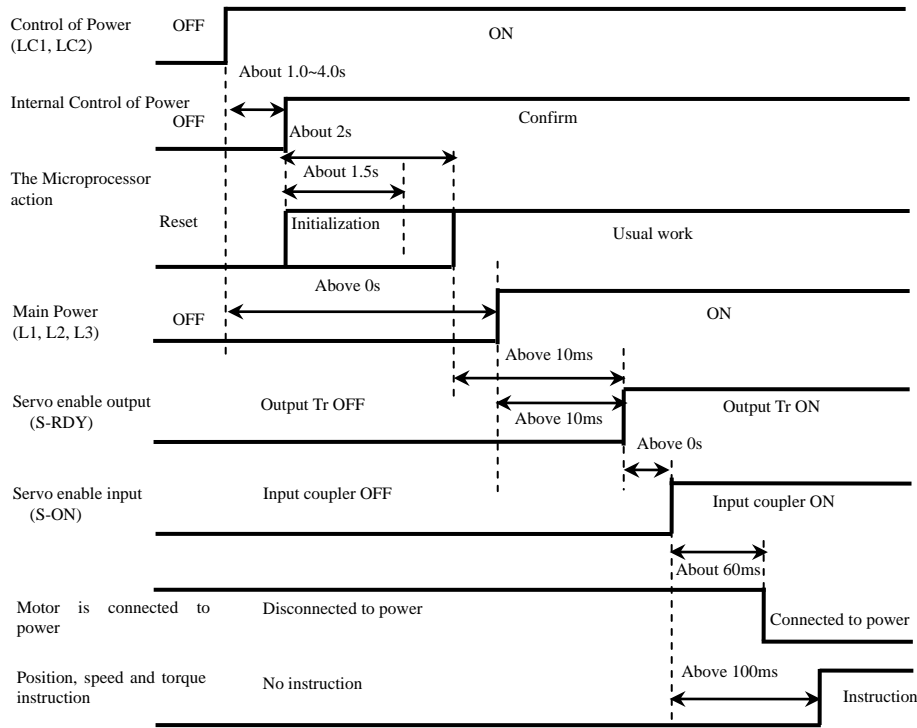 Control of Power
(LC1, LC2)
OFF
ON
About 1.0~4.0s
Internal Control of Power
OFF
Confirm
About 2s
About 1.5s
The Microprocessor
action
Reset
Initialization
Usual work
Above 0s
Main Power
(L1, L2, L3)
OFF
ON
Above 10ms
Servo enable output
(S-RDY)
Output Tr OFF
Above 10ms
Output Tr ON
Above 0s
Servo enable input
(S-ON)
Input coupler OFF
Input coupler ON
About 60ms
Motor is connected to
power
Disconnected to power
Connected to power
Above 100ms
Position, speed and torque
instruction
No instruction
Instruction